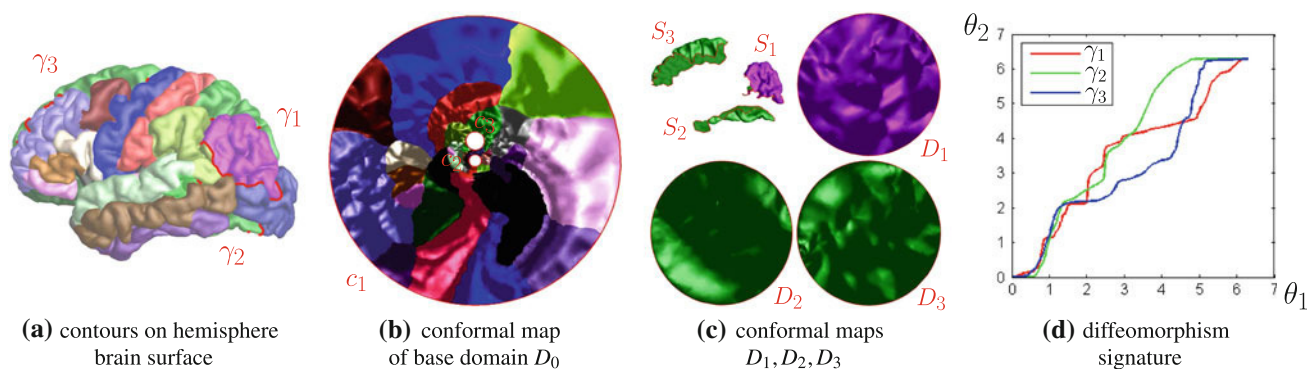 γ3
γ1
γ2
(a) contours on hemisphere
brain surface
c1
(b) conformal map
of base domain D0
S3
S1
S2
D1
D2
D3
(c) conformal maps
D1, D2, D3
θ2
γ1
γ2
γ3
7
6
5
4
3
2
1
0
0 1 2 3 4 5 6 7
θ1
(d) diffeomorphism
signature